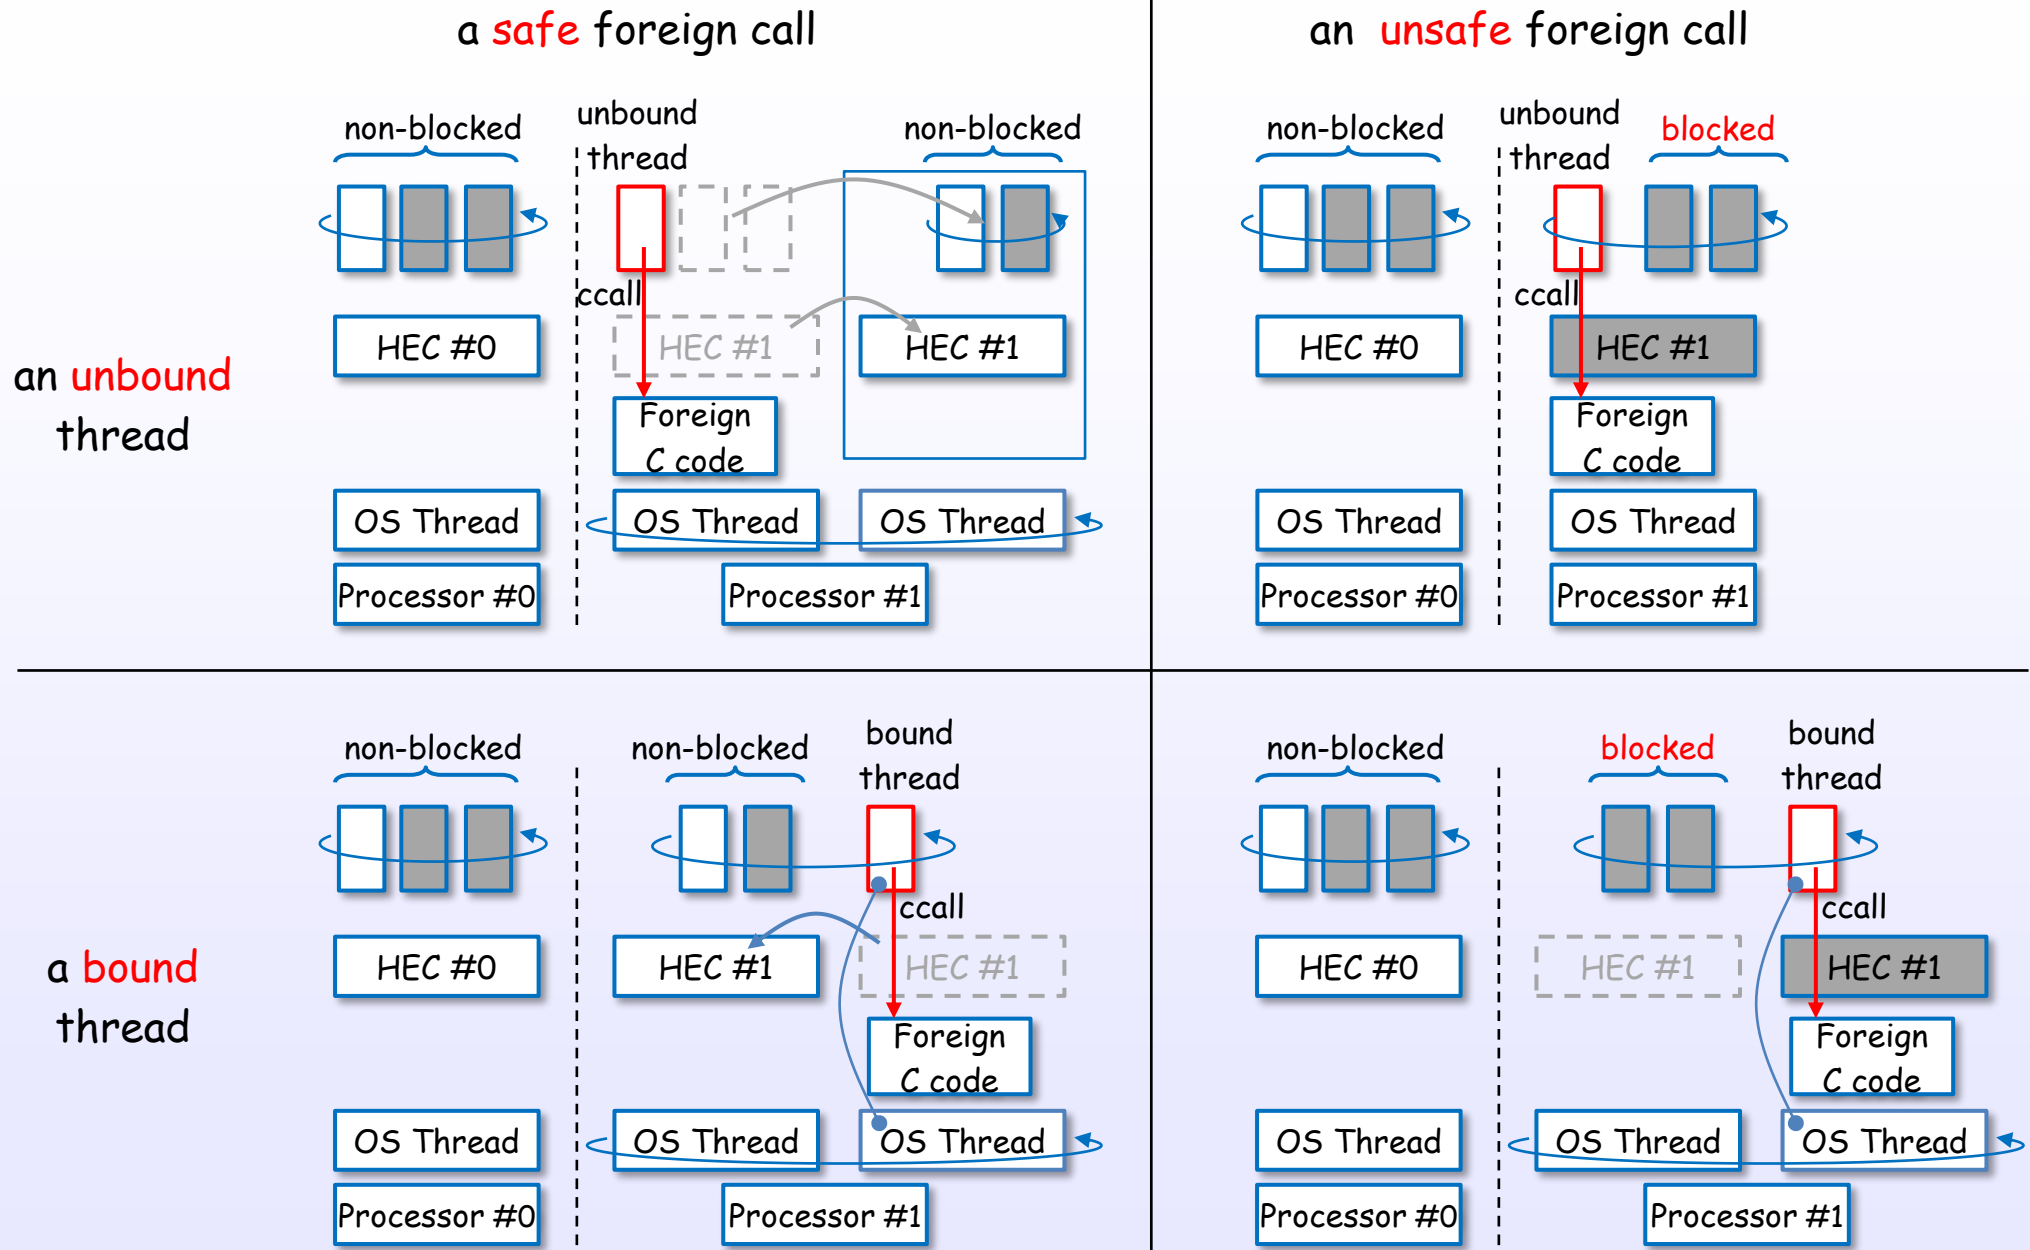 a safe foreign call
an unsafe foreign call
an unbound
thread
non-blocked
unbound
thread
non-blocked
ccall
HEC #0
HEC #1
HEC #1
Foreign
C code
OS Thread
OS Thread
OS Thread
Processor #0
Processor #1
non-blocked
unbound
thread
blocked
ccall
HEC #0
HEC #1
Foreign
C code
OS Thread
OS Thread
Processor #0
Processor #1
a bound
thread
non-blocked
non-blocked
bound
thread
ccall
HEC #0
HEC #1
HEC #1
Foreign
C code
OS Thread
OS Thread
OS Thread
Processor #0
Processor #1
non-blocked
blocked
bound
thread
ccall
HEC #0
HEC #1
HEC #1
Foreign
C code
OS Thread
OS Thread
OS Thread
Processor #0
Processor #1